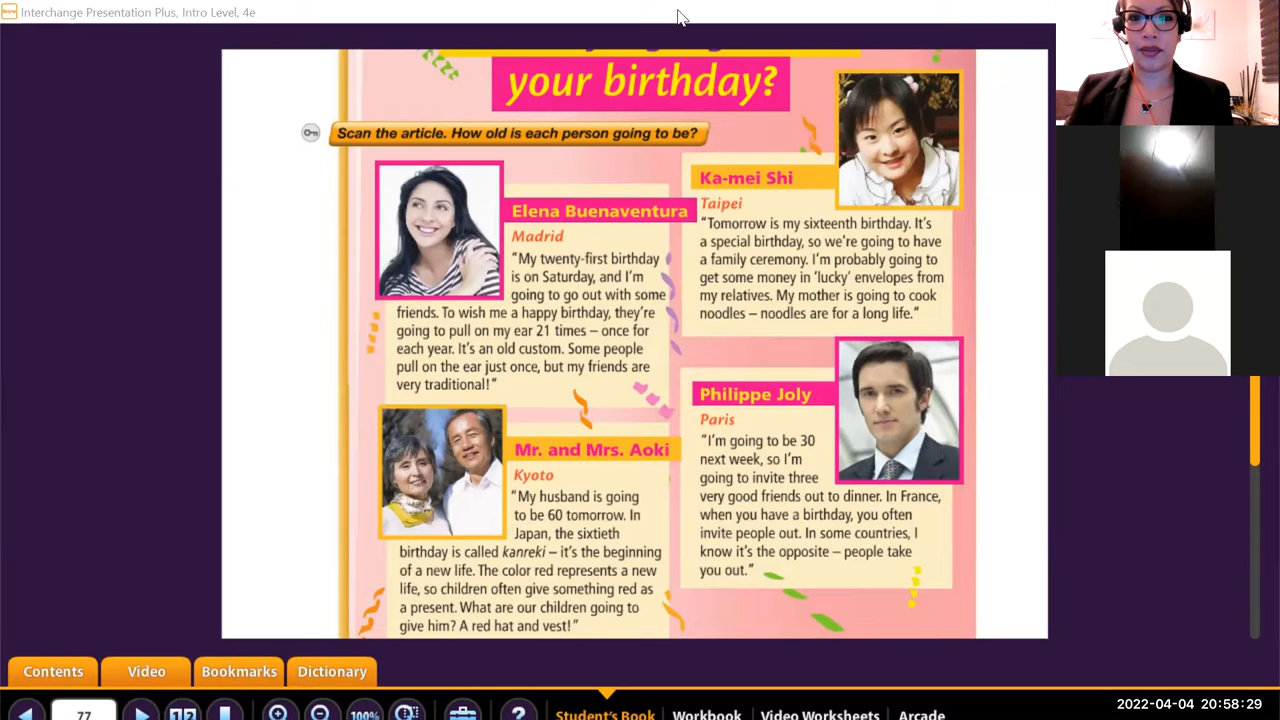 Interchange Presentation Plus, Intro Level, 4e
your birthday?
Scan the article. How old is each person going to be?
Elena Buenaventura
Madrid
“My twenty-first birthday
is on Saturday, and I'm
going to go out with some
friends. To wish me a happy birthday, they're
going to pull on my ear 21 times – once for
each year. It's an old custom. Some people
pull on the ear just once, but my friends are
very traditional!”
Mr. and Mrs. Aoki
Kyoto
“My husband is going
to be 60 tomorrow. In
Japan, the sixtieth
birthday is called kanreki – it's the beginning
of a new life. The color red represents a new
life, so children often give something red as
a present. What are our children going to
give him? A red hat and vest!”
Ka-mei Shi
Taipei
“Tomorrow is my sixteenth birthday. It's
a special birthday, so we're going to have
a family ceremony. I'm probably going to
get some money in ‘lucky’ envelopes from
my relatives. My mother is going to cook
noodles – noodles are for a long life.”
Philippe Joly
Paris
“I'm going to be 30
next week, so I'm
going to invite three
very good friends out to dinner. In France,
when you have a birthday, you often
invite people out. In some countries, I
know it's the opposite – people take
you out.”
Contents Video Bookmarks Dictionary
77 1 2 100% ?
Student's Book Workbook Video Worksheets Arcade
2022-04-04 20:58:29